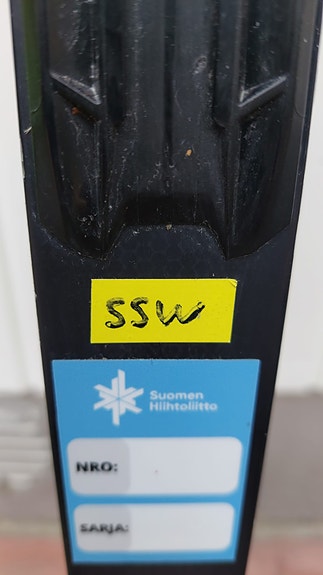 SSW
Suomen
Hiihtoliitto
NRO:
SARJA: